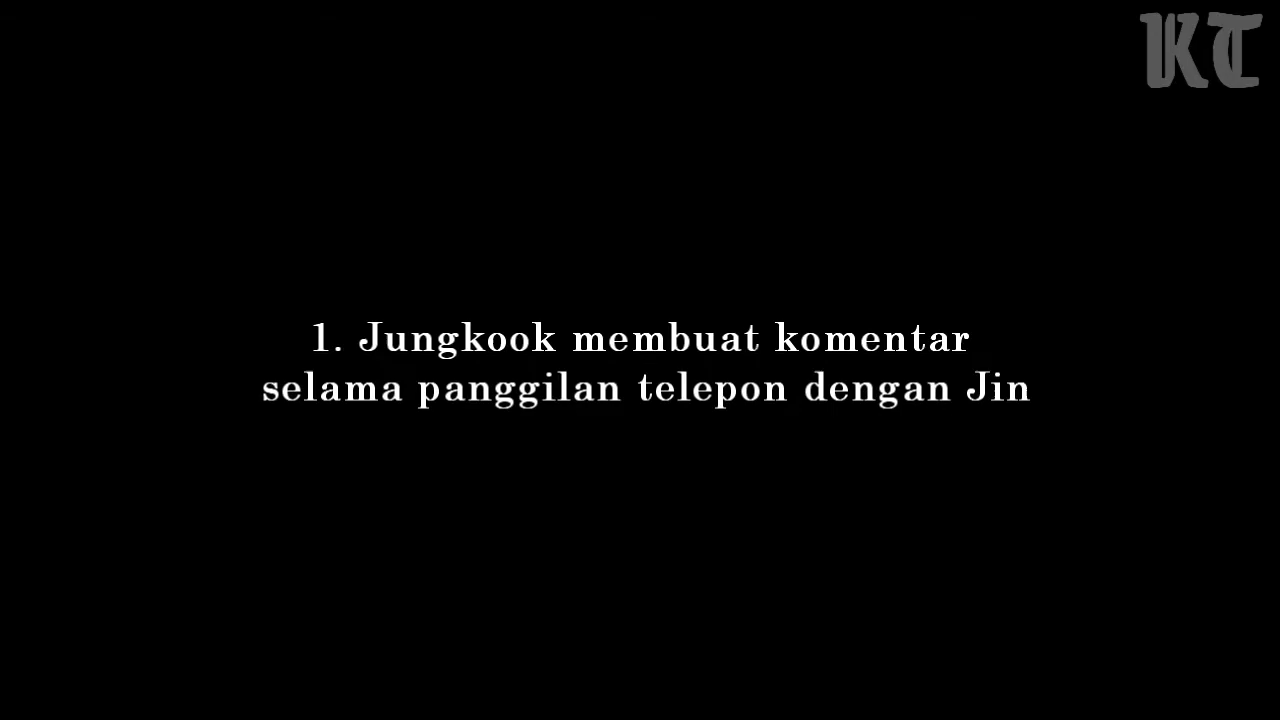 KT
1. Jungkook membuat komentar
selama panggilan telepon dengan Jin